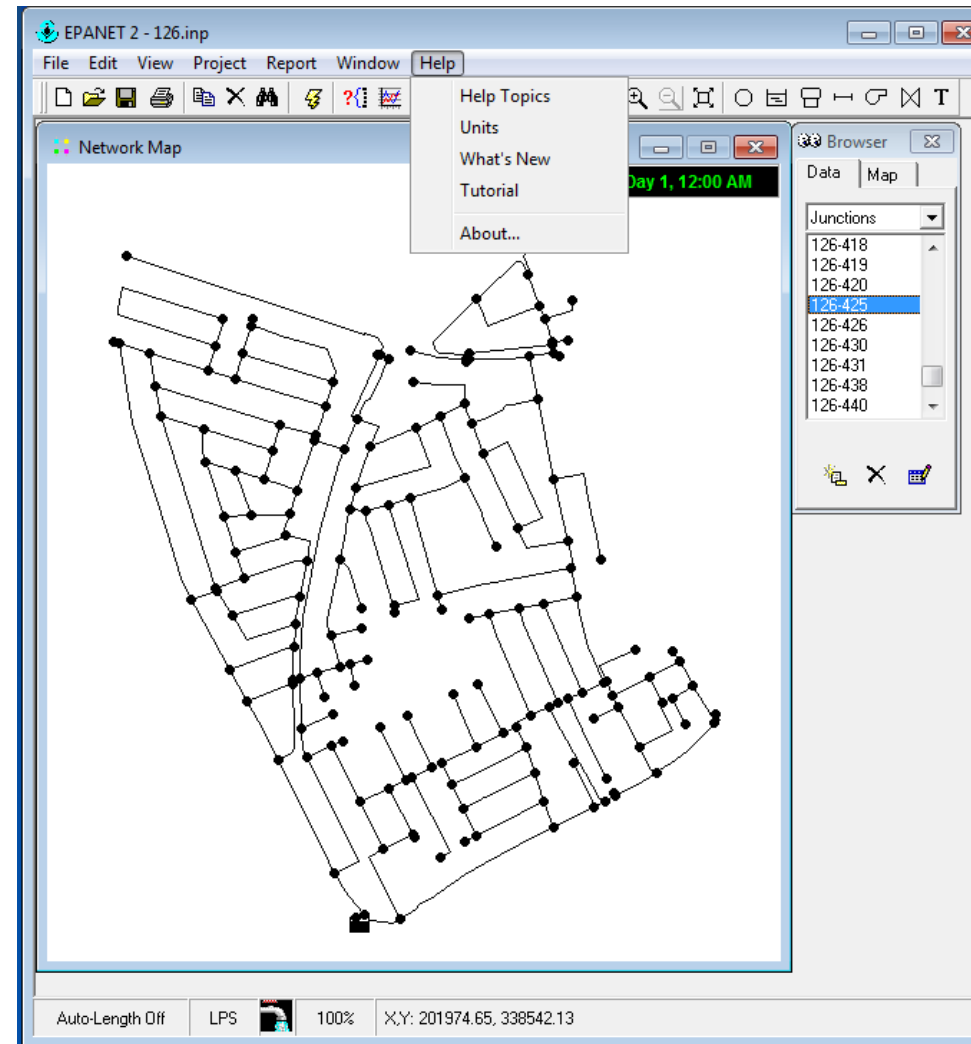 EPANET 2 - 126.inp
File Edit View Project Report Window Help
?{} T
Help Topics
Units
What's New
Tutorial
About...
Network Map
Day 1, 12:00 AM
Browser
Data Map
Junctions
126-418
126-419
126-420
126-425
126-426
126-430
126-431
126-438
126-440
Auto-Length Off LPS 100% X,Y: 201974.65, 338542.13